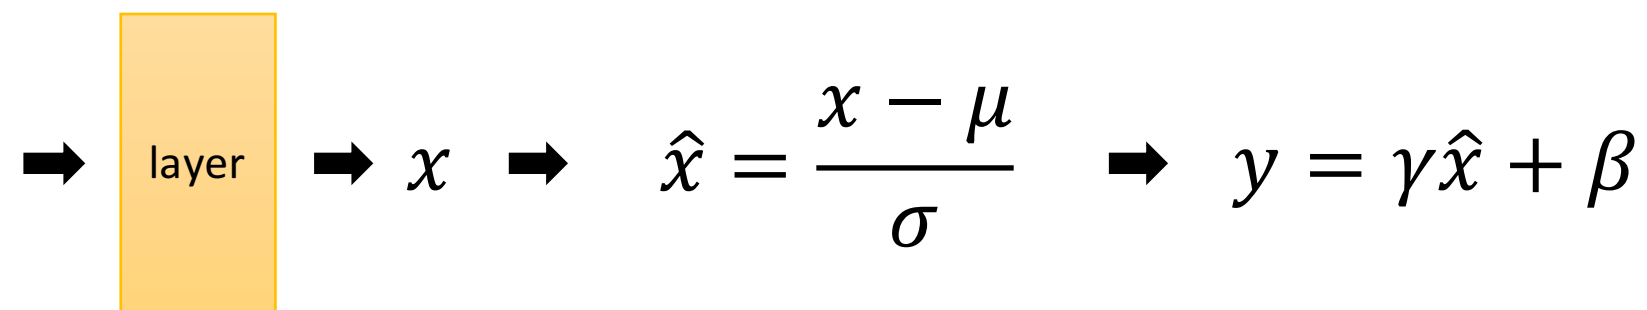 layer
x
x̂ = (x − μ) / σ
y = γx̂ + β